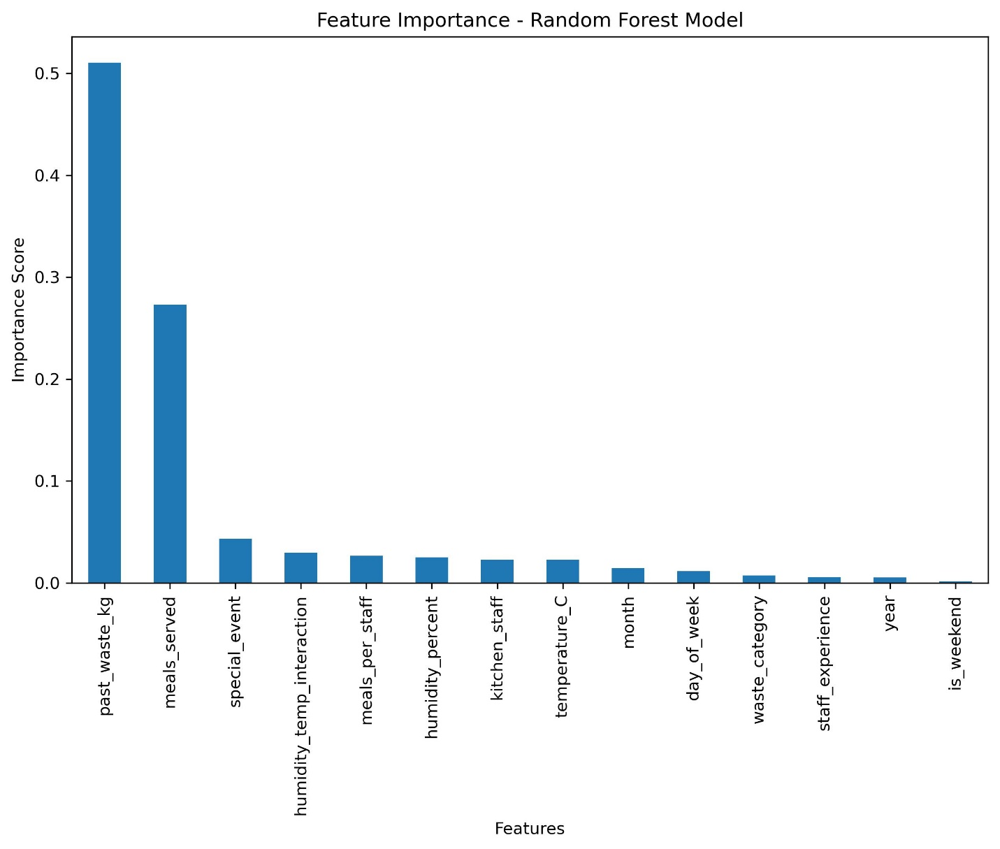 Feature Importance - Random Forest Model
Importance Score
0.5
0.4
0.3
0.2
0.1
0.0
past_waste_kg
meals_served
special_event
humidity_temp_interaction
meals_per_staff
humidity_percent
kitchen_staff
temperature_C
month
day_of_week
waste_category
staff_experience
year
is_weekend
Features